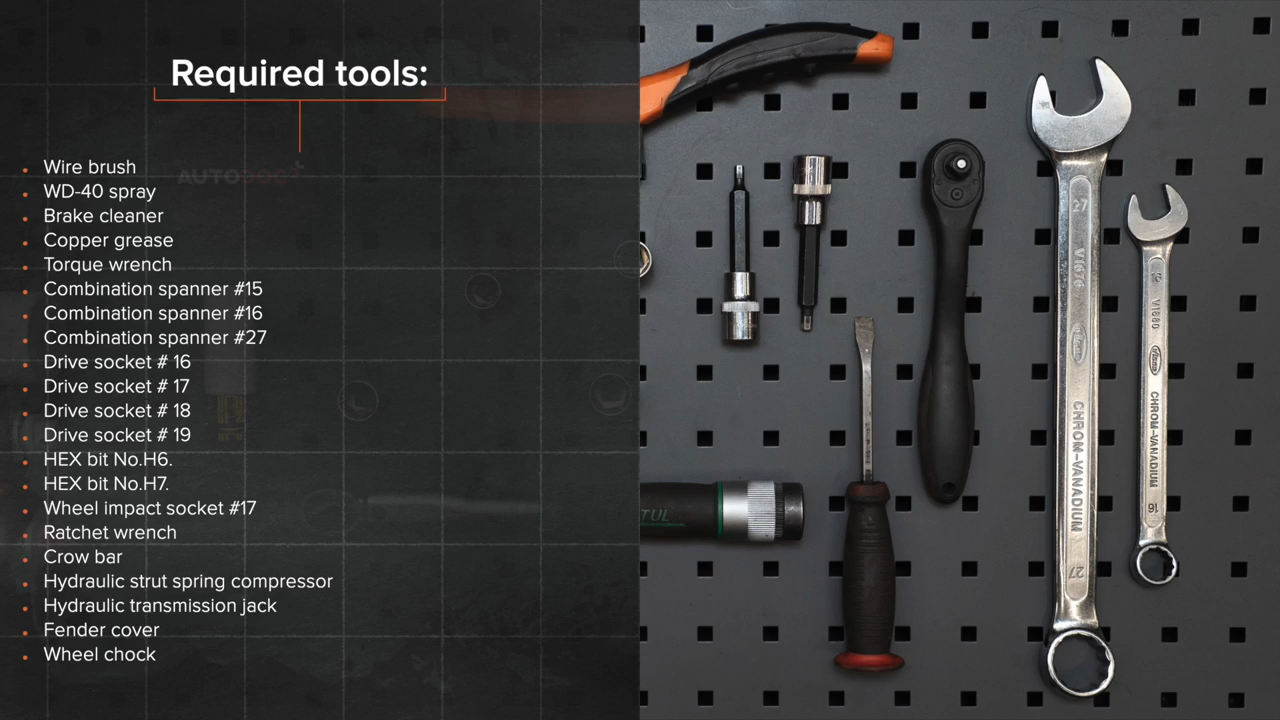 Required tools:
AUTODOC
Wire brush
WD-40 spray
Brake cleaner
Copper grease
Torque wrench
Combination spanner #15
Combination spanner #16
Combination spanner #27
Drive socket # 16
Drive socket # 17
Drive socket # 18
Drive socket # 19
HEX bit No.H6.
HEX bit No.H7.
Wheel impact socket #17
Ratchet wrench
Crow bar
Hydraulic strut spring compressor
Hydraulic transmission jack
Fender cover
Wheel chock
TUL
27
CHROM-VANADIUM
27
V1680
CHROM-VANADIUM
16